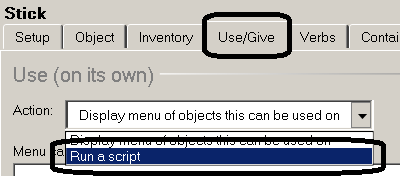 Stick
Setup Object Inventory Use/Give Verbs Contai
Use (on its own)
Action: Display menu of objects this can be used on
Display menu of objects this can be used on
Menu ca
Run a script